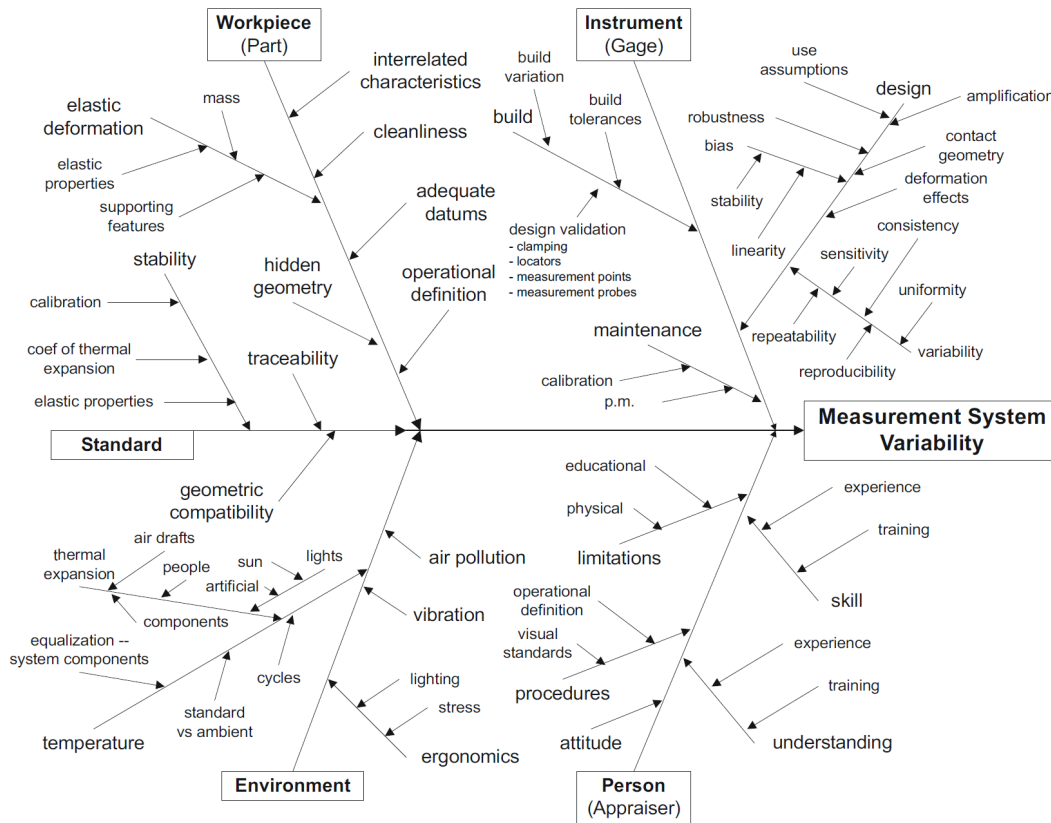 Workpiece
(Part)
interrelated
characteristics
mass
elastic
deformation
cleanliness
elastic
properties
supporting
features
adequate
datums
stability
hidden
geometry
operational
definition
calibration
coef of thermal
expansion
traceability
elastic properties
Instrument
(Gage)
build
variation
build
tolerances
build
design validation
- clamping
- locators
- measurement points
- measurement probes
use
assumptions
design
amplification
robustness
bias
contact
geometry
stability
deformation
effects
linearity
consistency
sensitivity
uniformity
repeatability
variability
reproducibility
maintenance
calibration
p.m.
Standard
Measurement System
Variability
geometric
compatibility
air drafts
thermal
expansion
people
sun
lights
artificial
components
air pollution
vibration
equalization --
system components
cycles
standard
vs ambient
temperature
lighting
stress
ergonomics
Environment
educational
physical
limitations
experience
training
skill
operational
definition
visual
standards
procedures
experience
training
attitude
understanding
Person
(Appraiser)